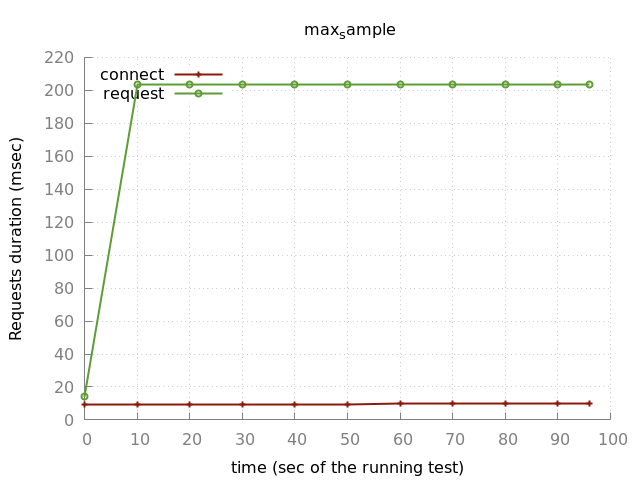 max_sample
220
200
180
160
140
120
100
80
60
40
20
0
connect
request
Requests duration (msec)
0 10 20 30 40 50 60 70 80 90 100
time (sec of the running test)